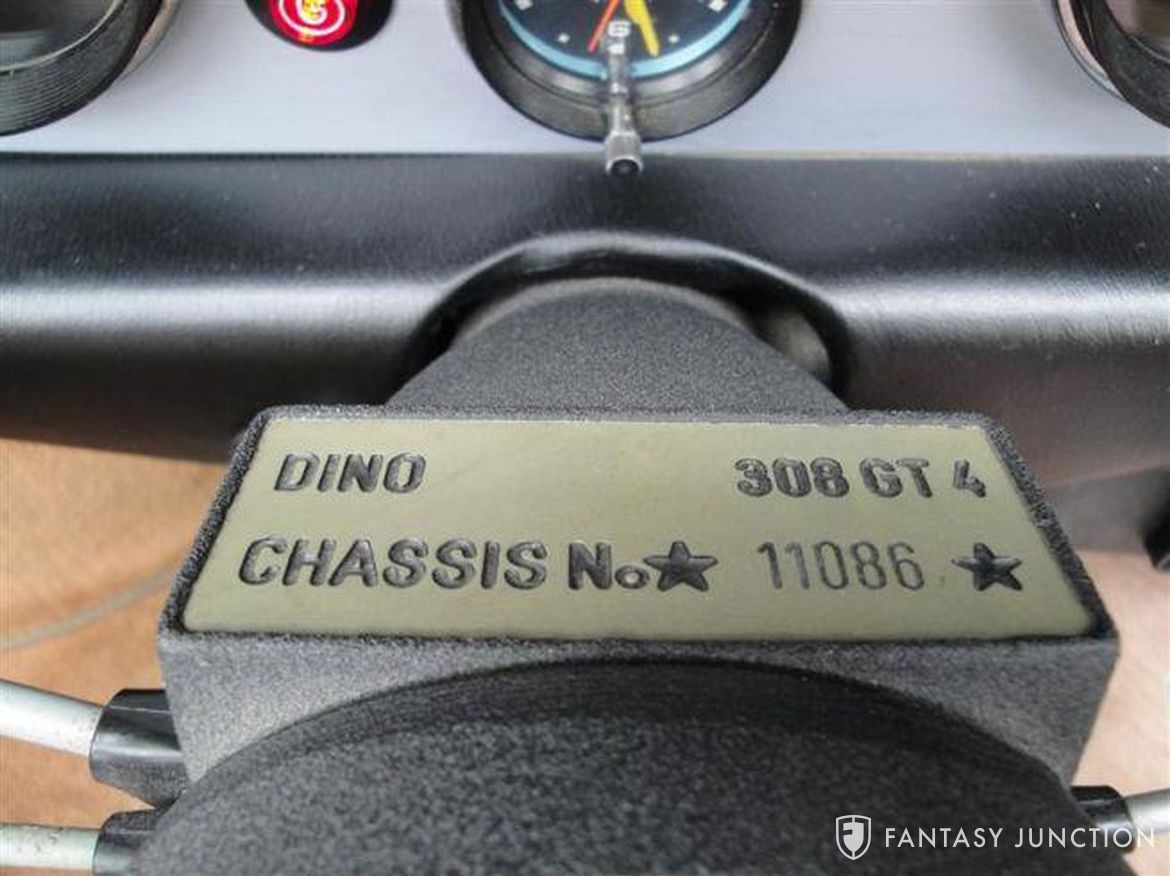 DINO 308 GT 4
CHASSIS No★ 11086 ★
FANTASY JUNCTION